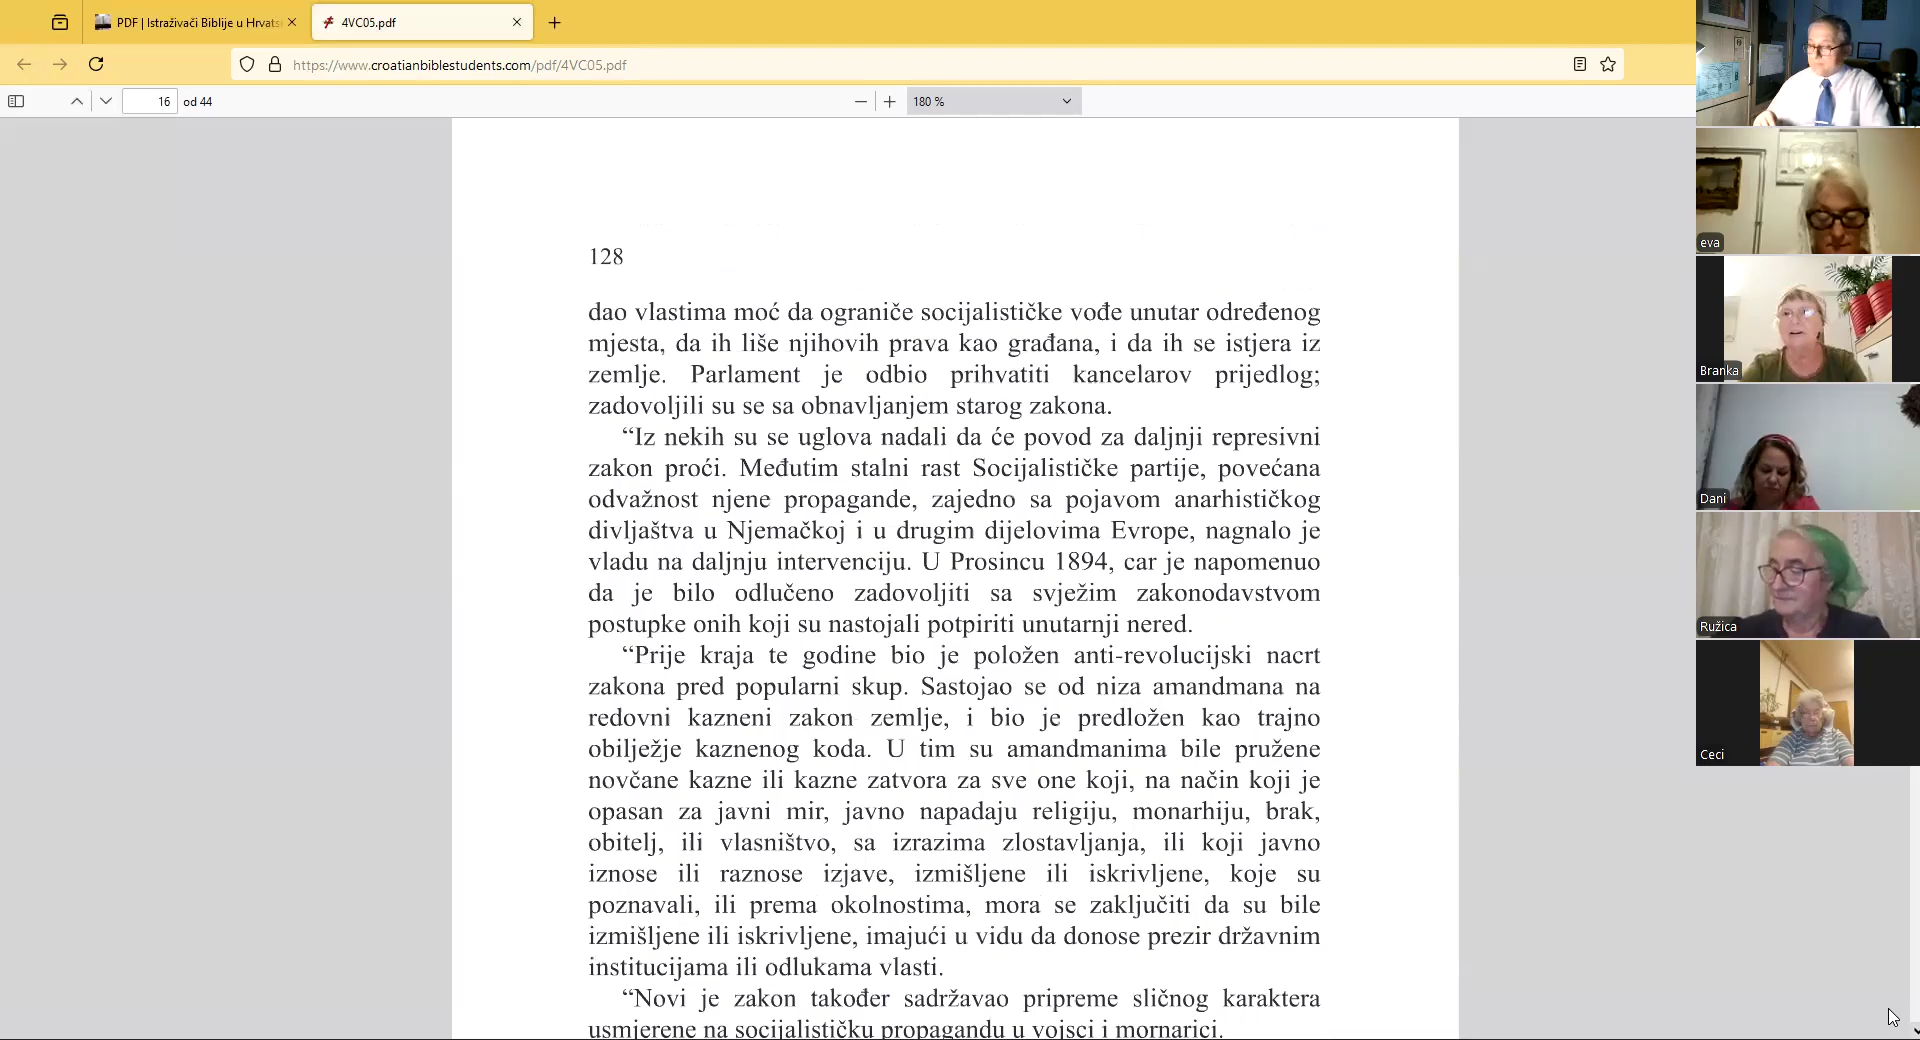 PDF | Istraživači Biblije u Hrvats
4VC05.pdf
https://www.croatianbiblestudents.com/pdf/4VC05.pdf
16 od 44
180 %
128
dao vlastima moć da ograniče socijalističke vođe unutar određenog
mjesta, da ih liše njihovih prava kao građana, i da ih se istjera iz
zemlje. Parlament je odbio prihvatiti kancelarov prijedlog;
zadovoljili su se sa obnavljanjem starog zakona.
“Iz nekih su se uglova nadali da će povod za daljnji represivni
zakon proći. Međutim stalni rast Socijalističke partije, povećana
odvažnost njene propagande, zajedno sa pojavom anarhističkog
divljaštva u Njemačkoj i u drugim dijelovima Evrope, nagnalo je
vladu na daljnju intervenciju. U Prosincu 1894, car je napomenuo
da je bilo odlučeno zadovoljiti sa svježim zakonodavstvom
postupke onih koji su nastojali potpiriti unutarnji nered.
“Prije kraja te godine bio je položen anti-revolucijski nacrt
zakona pred popularni skup. Sastojao se od niza amandmana na
redovni kazneni zakon zemlje, i bio je predložen kao trajno
obilježje kaznenog koda. U tim su amandmanima bile pružene
novčane kazne ili kazne zatvora za sve one koji, na način koji je
opasan za javni mir, javno napadaju religiju, monarhiju, brak,
obitelj, ili vlasništvo, sa izrazima zlostavljanja, ili koji javno
iznose ili raznose izjave, izmišljene ili iskrivljene, koje su
poznavali, ili prema okolnostima, mora se zaključiti da su bile
izmišljene ili iskrivljene, imajući u vidu da donose prezir državnim
institucijama ili odlukama vlasti.
“Novi je zakon također sadržavao pripreme sličnog karaktera
usmjerene na socijalističku propagandu u vojsci i mornarici.
eva
Branka
Dani
Ružica
Ceci